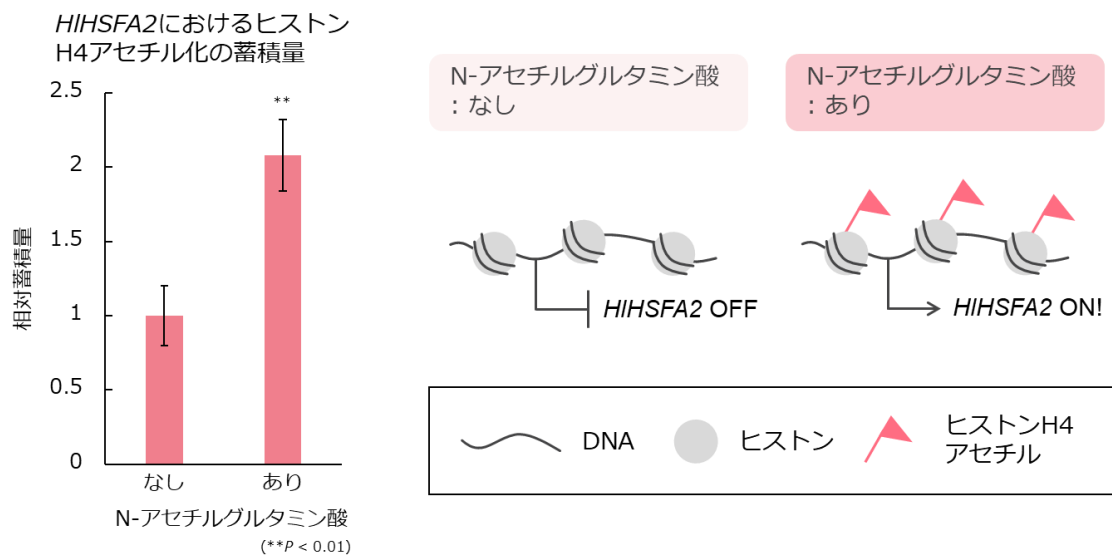 HlHSFA2におけるヒストン
H4アセチル化の蓄積量
2.5
2
1.5
1
0.5
0
**
相対蓄積量
なし
あり
N-アセチルグルタミン酸
(**P < 0.01)
N-アセチルグルタミン酸
: なし
N-アセチルグルタミン酸
: あり
HlHSFA2 OFF
HlHSFA2 ON!
DNA
ヒストン
ヒストンH4
アセチル